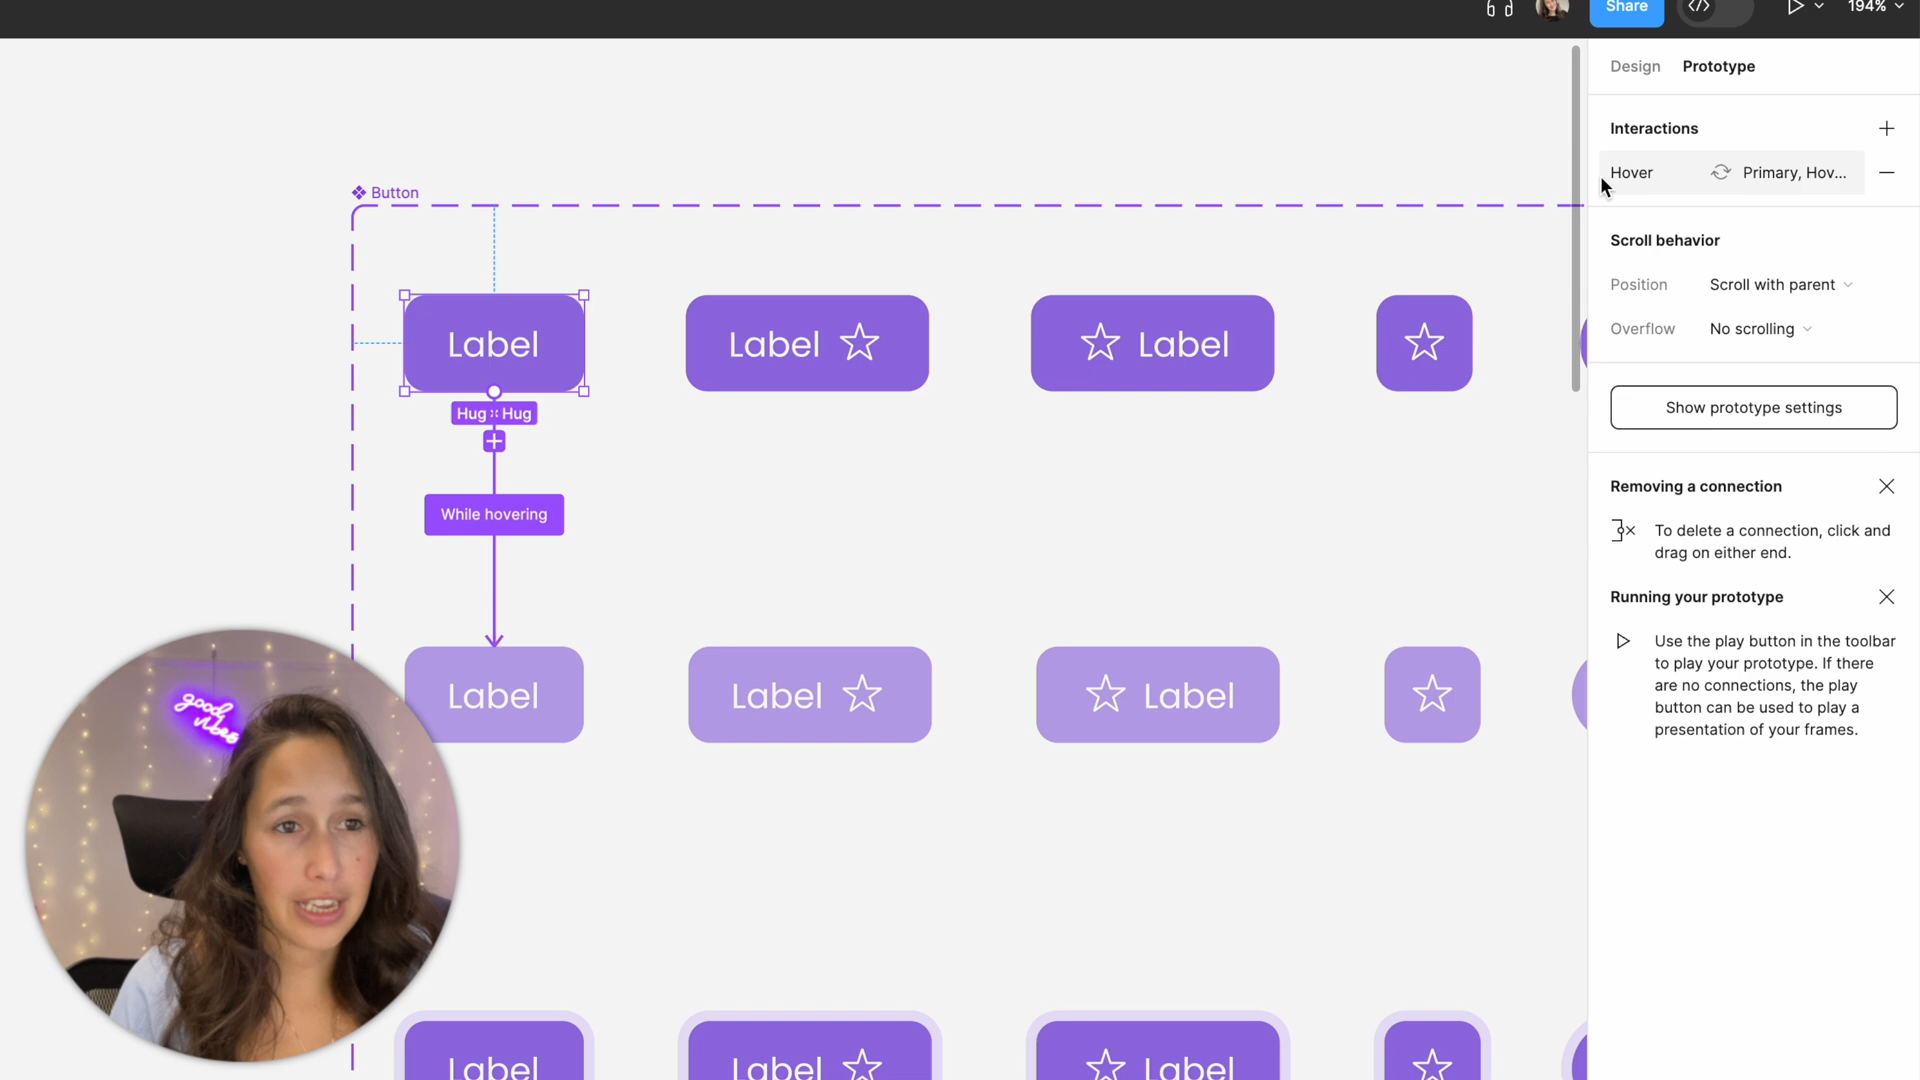 Share
194%
Design
Prototype
Interactions
Hover
Primary, Hov...
Scroll behavior
Position
Scroll with parent
Overflow
No scrolling
Show prototype settings
Removing a connection
To delete a connection, click and
drag on either end.
Running your prototype
Use the play button in the toolbar
to play your prototype. If there
are no connections, the play
button can be used to play a
presentation of your frames.
Button
Label
Label
Label
Hug
Hug
While hovering
Label
Label
Label
good
vibes
Label
Label
Label